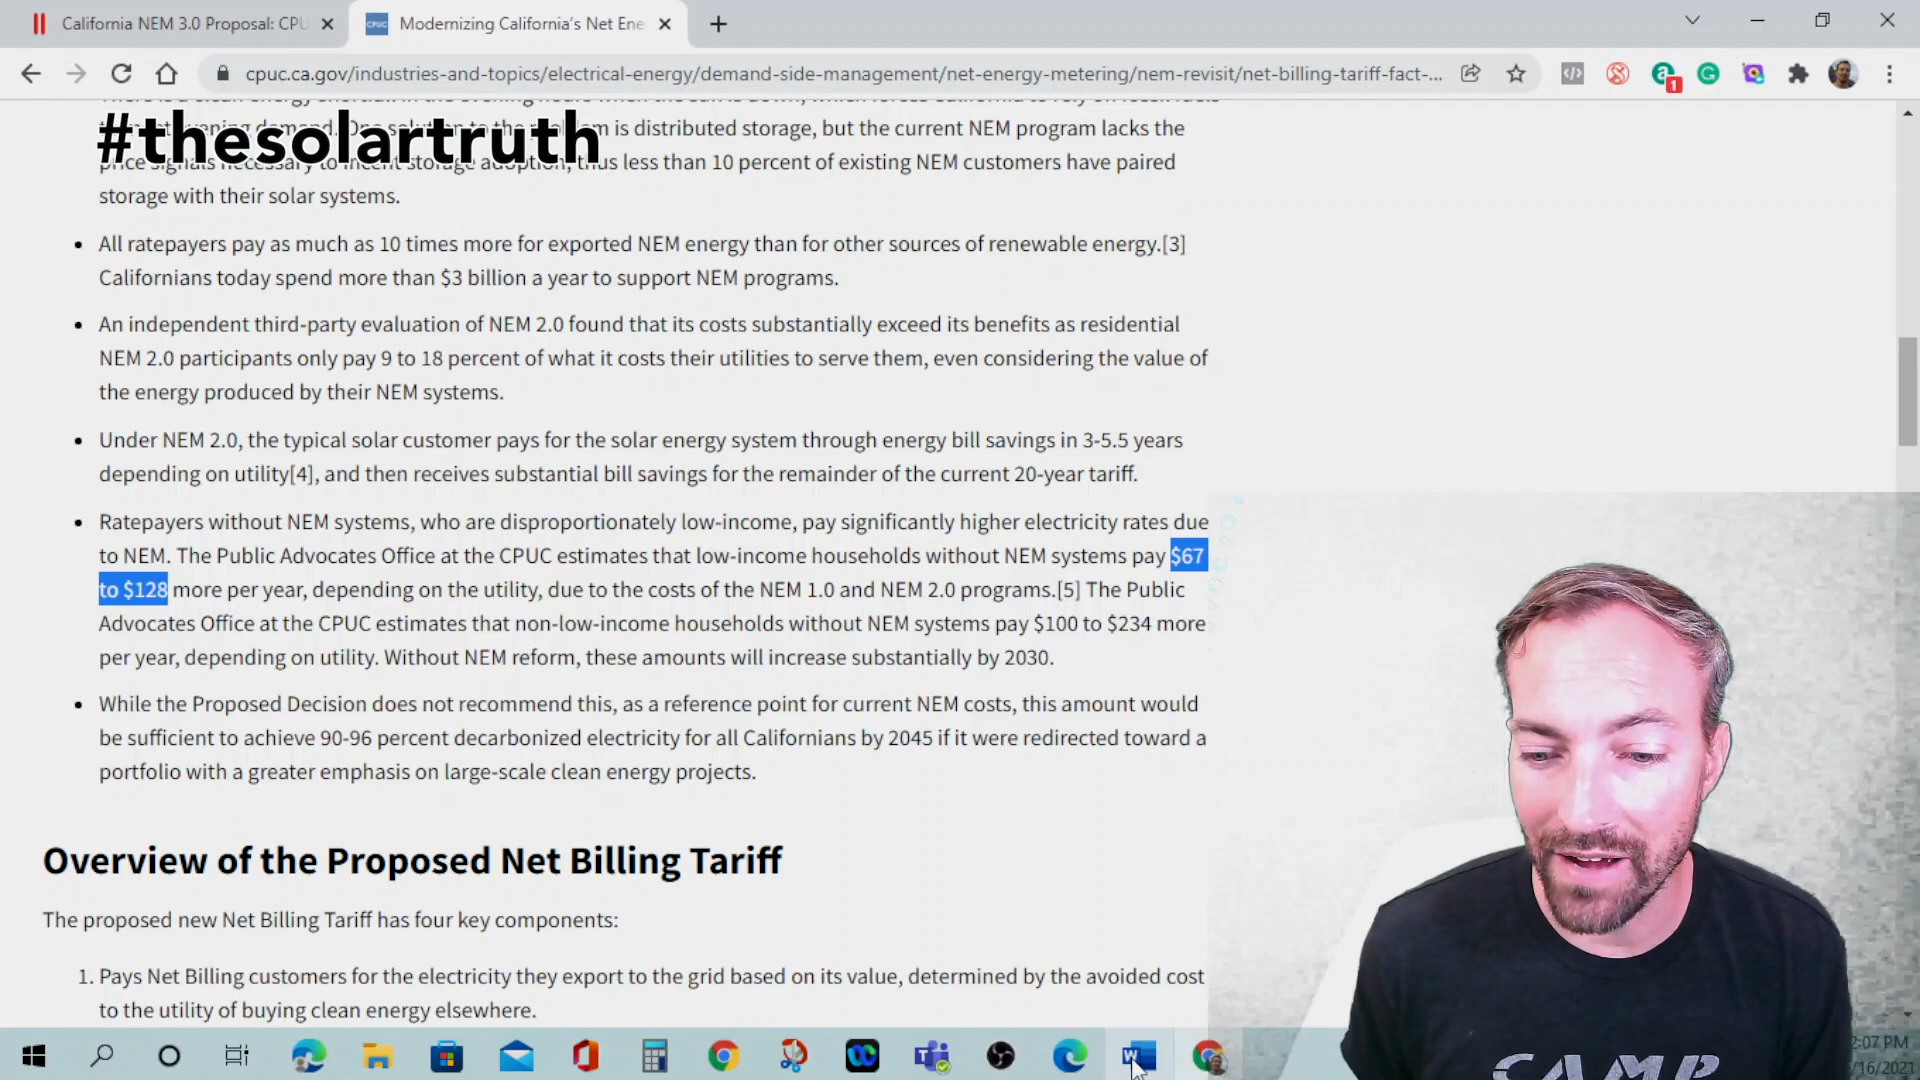 California NEM 3.0 Proposal: CPU
Modernizing California's Net Ene
cpuc.ca.gov/industries-and-topics/electrical-energy/demand-side-management/net-energy-metering/nem-revisit/net-billing-tariff-fact-...
1
#thesolartruth
is distributed storage, but the current NEM program lacks the
price signals necessary to incent storage adoption, thus less than 10 percent of existing NEM customers have paired
storage with their solar systems.
• All ratepayers pay as much as 10 times more for exported NEM energy than for other sources of renewable energy.[3]
Californians today spend more than $3 billion a year to support NEM programs.
• An independent third-party evaluation of NEM 2.0 found that its costs substantially exceed its benefits as residential
NEM 2.0 participants only pay 9 to 18 percent of what it costs their utilities to serve them, even considering the value of
the energy produced by their NEM systems.
• Under NEM 2.0, the typical solar customer pays for the solar energy system through energy bill savings in 3-5.5 years
depending on utility[4], and then receives substantial bill savings for the remainder of the current 20-year tariff.
• Ratepayers without NEM systems, who are disproportionately low-income, pay significantly higher electricity rates due
to NEM. The Public Advocates Office at the CPUC estimates that low-income households without NEM systems pay $67
to $128 more per year, depending on the utility, due to the costs of the NEM 1.0 and NEM 2.0 programs.[5] The Public
Advocates Office at the CPUC estimates that non-low-income households without NEM systems pay $100 to $234 more
per year, depending on utility. Without NEM reform, these amounts will increase substantially by 2030.
• While the Proposed Decision does not recommend this, as a reference point for current NEM costs, this amount would
be sufficient to achieve 90-96 percent decarbonized electricity for all Californians by 2045 if it were redirected toward a
portfolio with a greater emphasis on large-scale clean energy projects.
Overview of the Proposed Net Billing Tariff
The proposed new Net Billing Tariff has four key components:
1. Pays Net Billing customers for the electricity they export to the grid based on its value, determined by the avoided cost
to the utility of buying clean energy elsewhere.
CAMP
2:07 PM
/16/2021